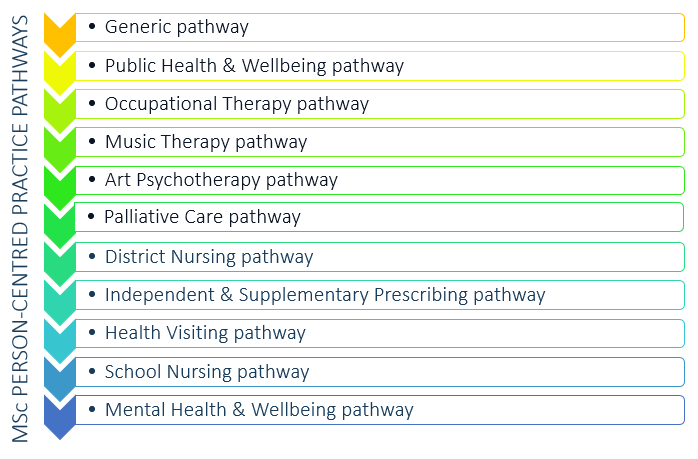 MSc PERSON-CENTRED PRACTICE PATHWAYS
• Generic pathway
• Public Health & Wellbeing pathway
• Occupational Therapy pathway
• Music Therapy pathway
• Art Psychotherapy pathway
• Palliative Care pathway
• District Nursing pathway
• Independent & Supplementary Prescribing pathway
• Health Visiting pathway
• School Nursing pathway
• Mental Health & Wellbeing pathway